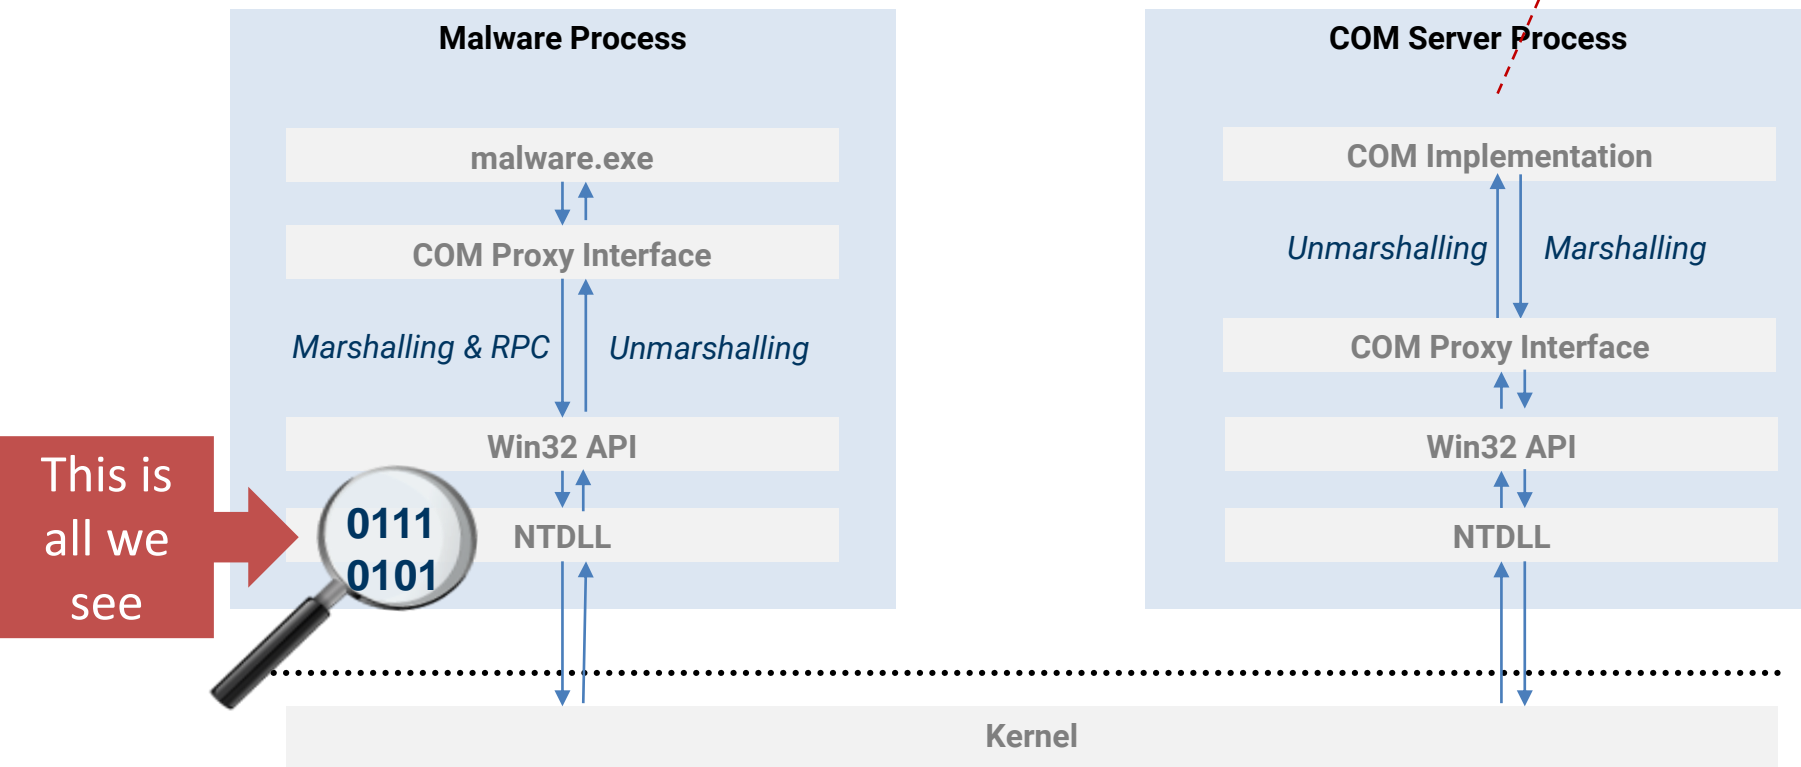 Malware Process
malware.exe
COM Proxy Interface
Marshalling & RPC
Unmarshalling
Win32 API
This is
all we
see
0111
0101
NTDLL
COM Server Process
COM Implementation
Unmarshalling
Marshalling
COM Proxy Interface
Win32 API
NTDLL
Kernel